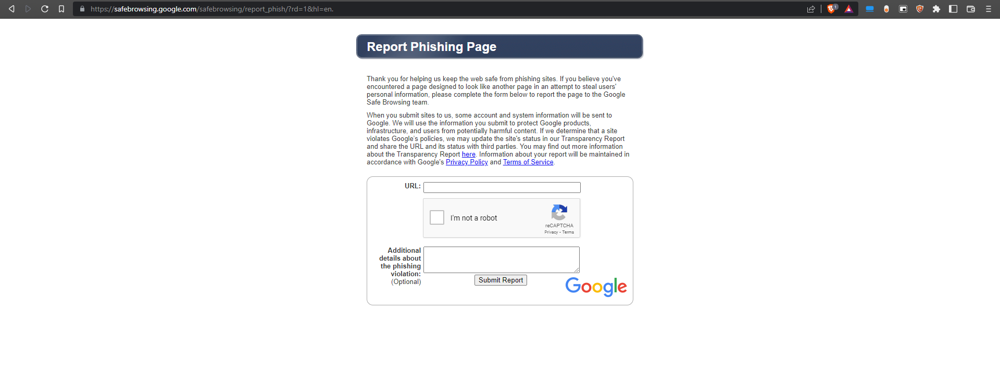 https://safebrowsing.google.com/safebrowsing/report_phish/?rd=1&hl=en.
1
Report Phishing Page
Thank you for helping us keep the web safe from phishing sites. If you believe you've
encountered a page designed to look like another page in an attempt to steal users'
personal information, please complete the form below to report the page to the Google
Safe Browsing team.
When you submit sites to us, some account and system information will be sent to
Google. We will use the information you submit to protect Google products,
infrastructure, and users from potentially harmful content. If we determine that a site
violates Google's policies, we may update the site's status in our Transparency Report
and share the URL and its status with third parties. You may find out more information
about the Transparency Report here. Information about your report will be maintained in
accordance with Google's Privacy Policy and Terms of Service.
URL:
I'm not a robot
reCAPTCHA
Privacy - Terms
Additional
details about
the phishing
violation:
(Optional)
Submit Report
Google